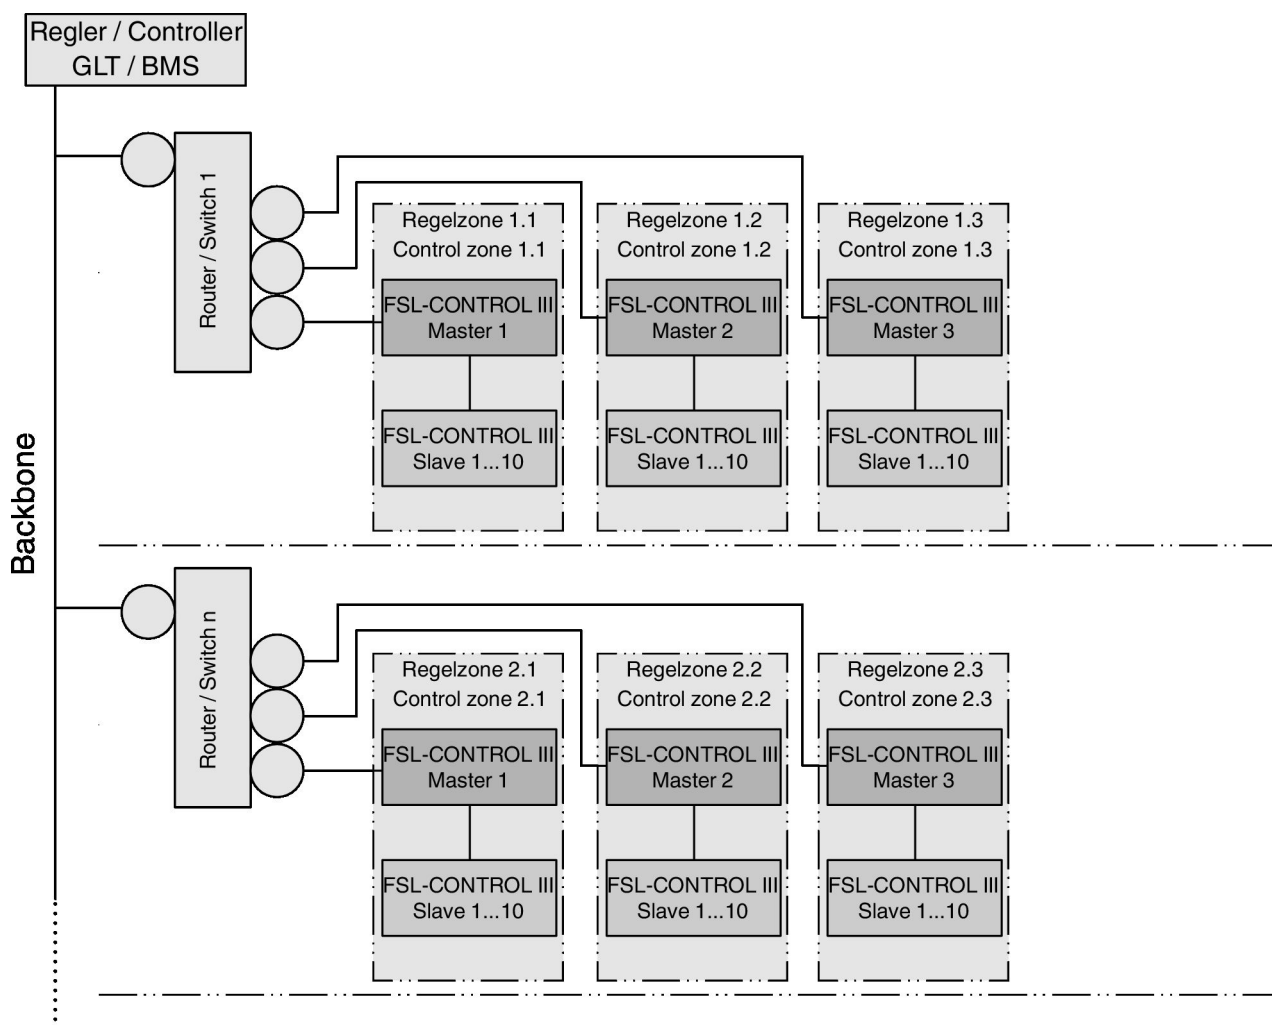 Regler / Controller
GLT / BMS
Backbone
Router / Switch 1
Regelzone 1.1
Control zone 1.1
FSL-CONTROL III
Master 1
FSL-CONTROL III
Slave 1...10
Regelzone 1.2
Control zone 1.2
FSL-CONTROL III
Master 2
FSL-CONTROL III
Slave 1...10
Regelzone 1.3
Control zone 1.3
FSL-CONTROL III
Master 3
FSL-CONTROL III
Slave 1...10
Router / Switch n
Regelzone 2.1
Control zone 2.1
FSL-CONTROL III
Master 1
FSL-CONTROL III
Slave 1...10
Regelzone 2.2
Control zone 2.2
FSL-CONTROL III
Master 2
FSL-CONTROL III
Slave 1...10
Regelzone 2.3
Control zone 2.3
FSL-CONTROL III
Master 3
FSL-CONTROL III
Slave 1...10